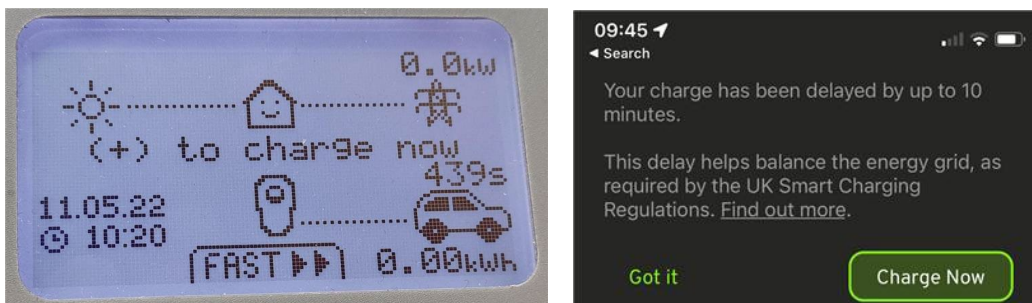 0.0kW
(+) to charge now
439s
11.05.22
10:20
FAST
0.00kWh
09:45
◄ Search
Your charge has been delayed by up to 10
minutes.
This delay helps balance the energy grid, as
required by the UK Smart Charging
Regulations. Find out more.
Got it
Charge Now